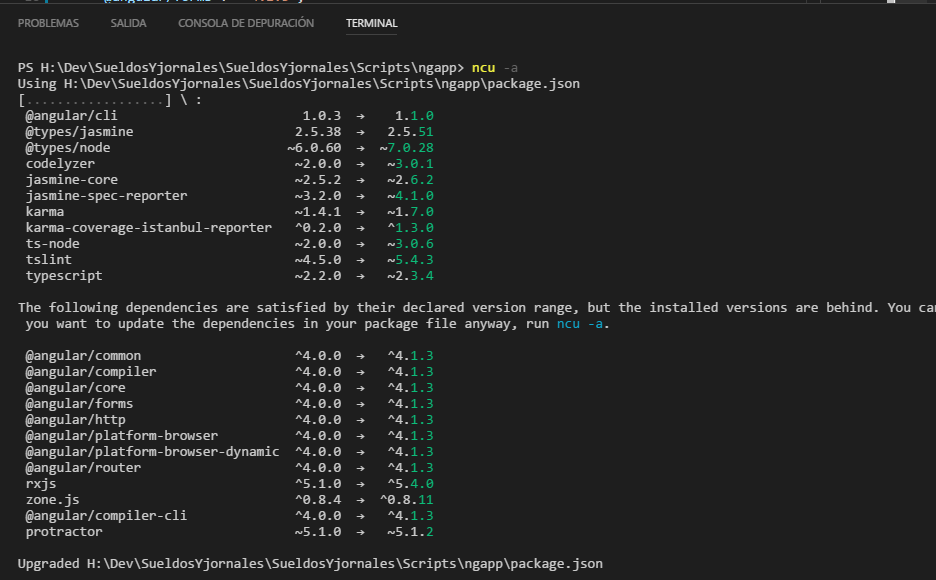 PROBLEMAS SALIDA CONSOLA DE DEPURACIÓN TERMINAL
PS H:\Dev\SueldosYjornales\SueldosYjornales\Scripts\ngapp> ncu -a
Using H:\Dev\SueldosYjornales\SueldosYjornales\Scripts\ngapp\package.json
[..................] \ :
@angular/cli 1.0.3 → 1.1.0
@types/jasmine 2.5.38 → 2.5.51
@types/node ~6.0.60 → ~7.0.28
codelyzer ~2.0.0 → ~3.0.1
jasmine-core ~2.5.2 → ~2.6.2
jasmine-spec-reporter ~3.2.0 → ~4.1.0
karma ~1.4.1 → ~1.7.0
karma-coverage-istanbul-reporter ^0.2.0 → ^1.3.0
ts-node ~2.0.0 → ~3.0.6
tslint ~4.5.0 → ~5.4.3
typescript ~2.2.0 → ~2.3.4
The following dependencies are satisfied by their declared version range, but the installed versions are behind. You can
you want to update the dependencies in your package file anyway, run ncu -a.
@angular/common ^4.0.0 → ^4.1.3
@angular/compiler ^4.0.0 → ^4.1.3
@angular/core ^4.0.0 → ^4.1.3
@angular/forms ^4.0.0 → ^4.1.3
@angular/http ^4.0.0 → ^4.1.3
@angular/platform-browser ^4.0.0 → ^4.1.3
@angular/platform-browser-dynamic ^4.0.0 → ^4.1.3
@angular/router ^4.0.0 → ^4.1.3
rxjs ^5.1.0 → ^5.4.0
zone.js ^0.8.4 → ^0.8.11
@angular/compiler-cli ^4.0.0 → ^4.1.3
protractor ~5.1.0 → ~5.1.2
Upgraded H:\Dev\SueldosYjornales\SueldosYjornales\Scripts\ngapp\package.json